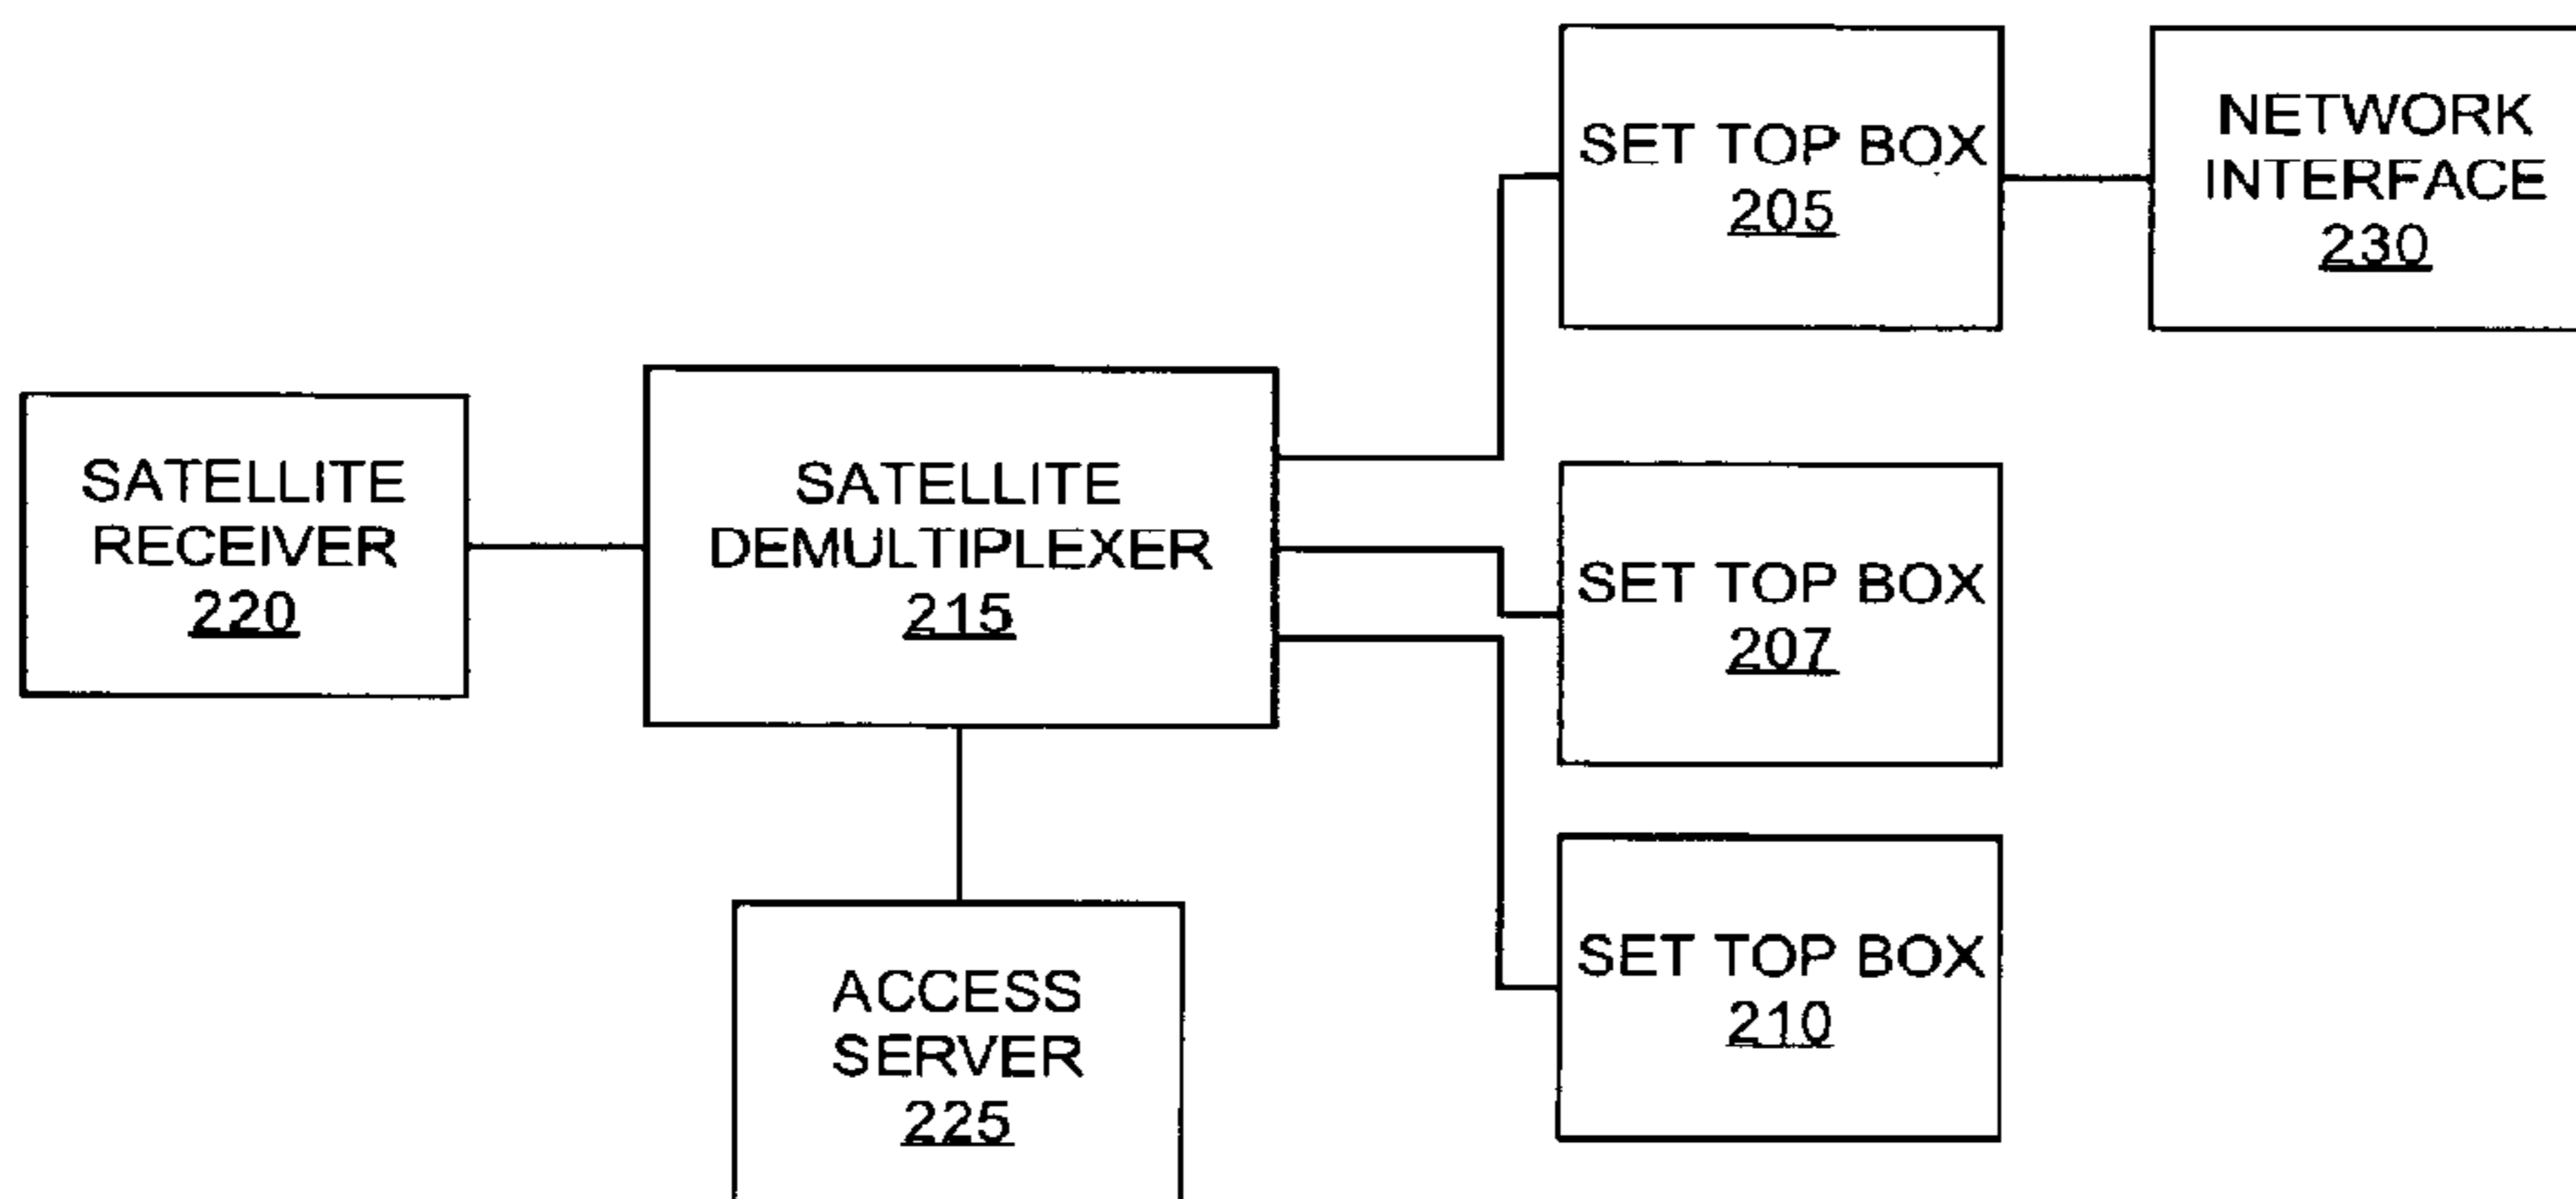 SET TOP BOX
205
NETWORK
INTERFACE
230
SATELLITE
RECEIVER
220
SATELLITE
DEMULTIPLEXER
215
SET TOP BOX
207
ACCESS
SERVER
225
SET TOP BOX
210